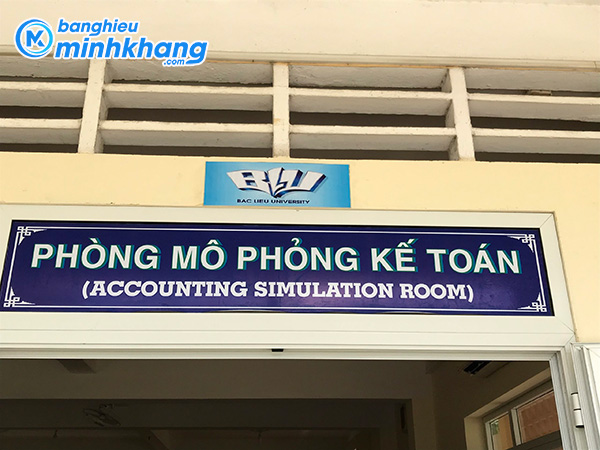 banghieu
minhkhang
.com
BLU
BAC LIEU UNIVERSITY
PHÒNG MÔ PHỎNG KẾ TOÁN
(ACCOUNTING SIMULATION ROOM)